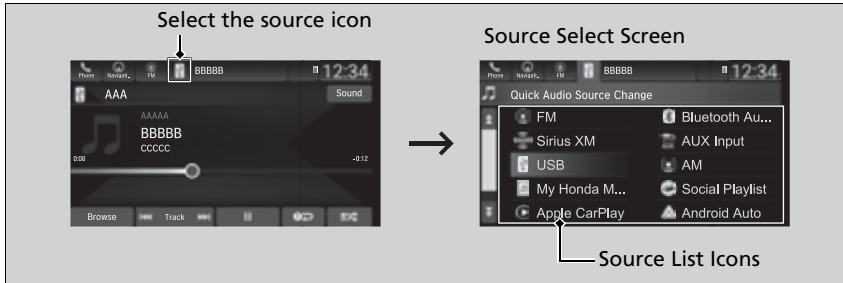 Select the source icon
Phone
Navigati..
FM
BBBBB
12:34
AAA
Sound
AAAAA
BBBBB
CCCCC
0:08
-0:12
Browse
Track
Source Select Screen
Phone
Navigati..
FM
BBBBB
12:34
Quick Audio Source Change
FM
Bluetooth Au...
Sirius XM
AUX Input
USB
AM
My Honda M...
Social Playlist
Apple CarPlay
Android Auto
Source List Icons